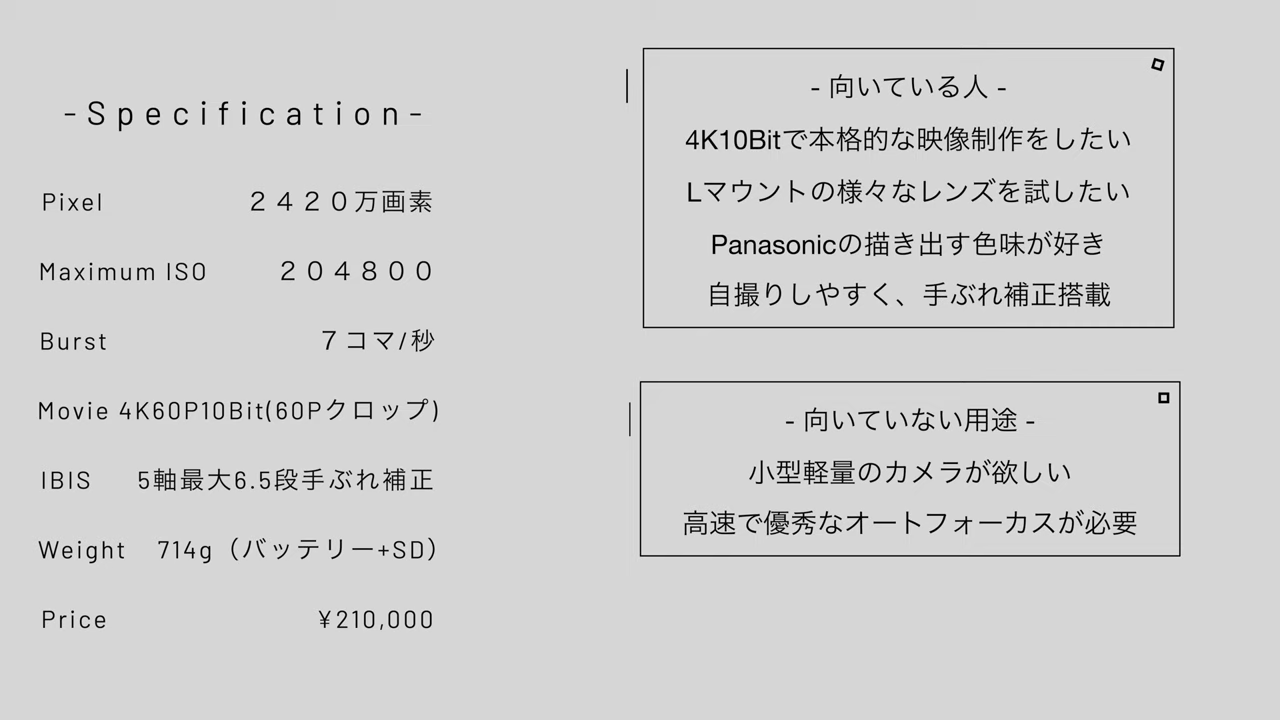 -Specification-
Pixel ２４２０万画素
Maximum ISO ２０４８００
Burst ７コマ/秒
Movie 4K60P10Bit(60Pクロップ)
IBIS 5軸最大6.5段手ぶれ補正
Weight 714g（バッテリー+SD）
Price ¥210,000
- 向いている人 -
4K10Bitで本格的な映像制作をしたい
Lマウントの様々なレンズを試したい
Panasonicの描き出す色味が好き
自撮りしやすく、手ぶれ補正搭載
- 向いていない用途 -
小型軽量のカメラが欲しい
高速で優秀なオートフォーカスが必要